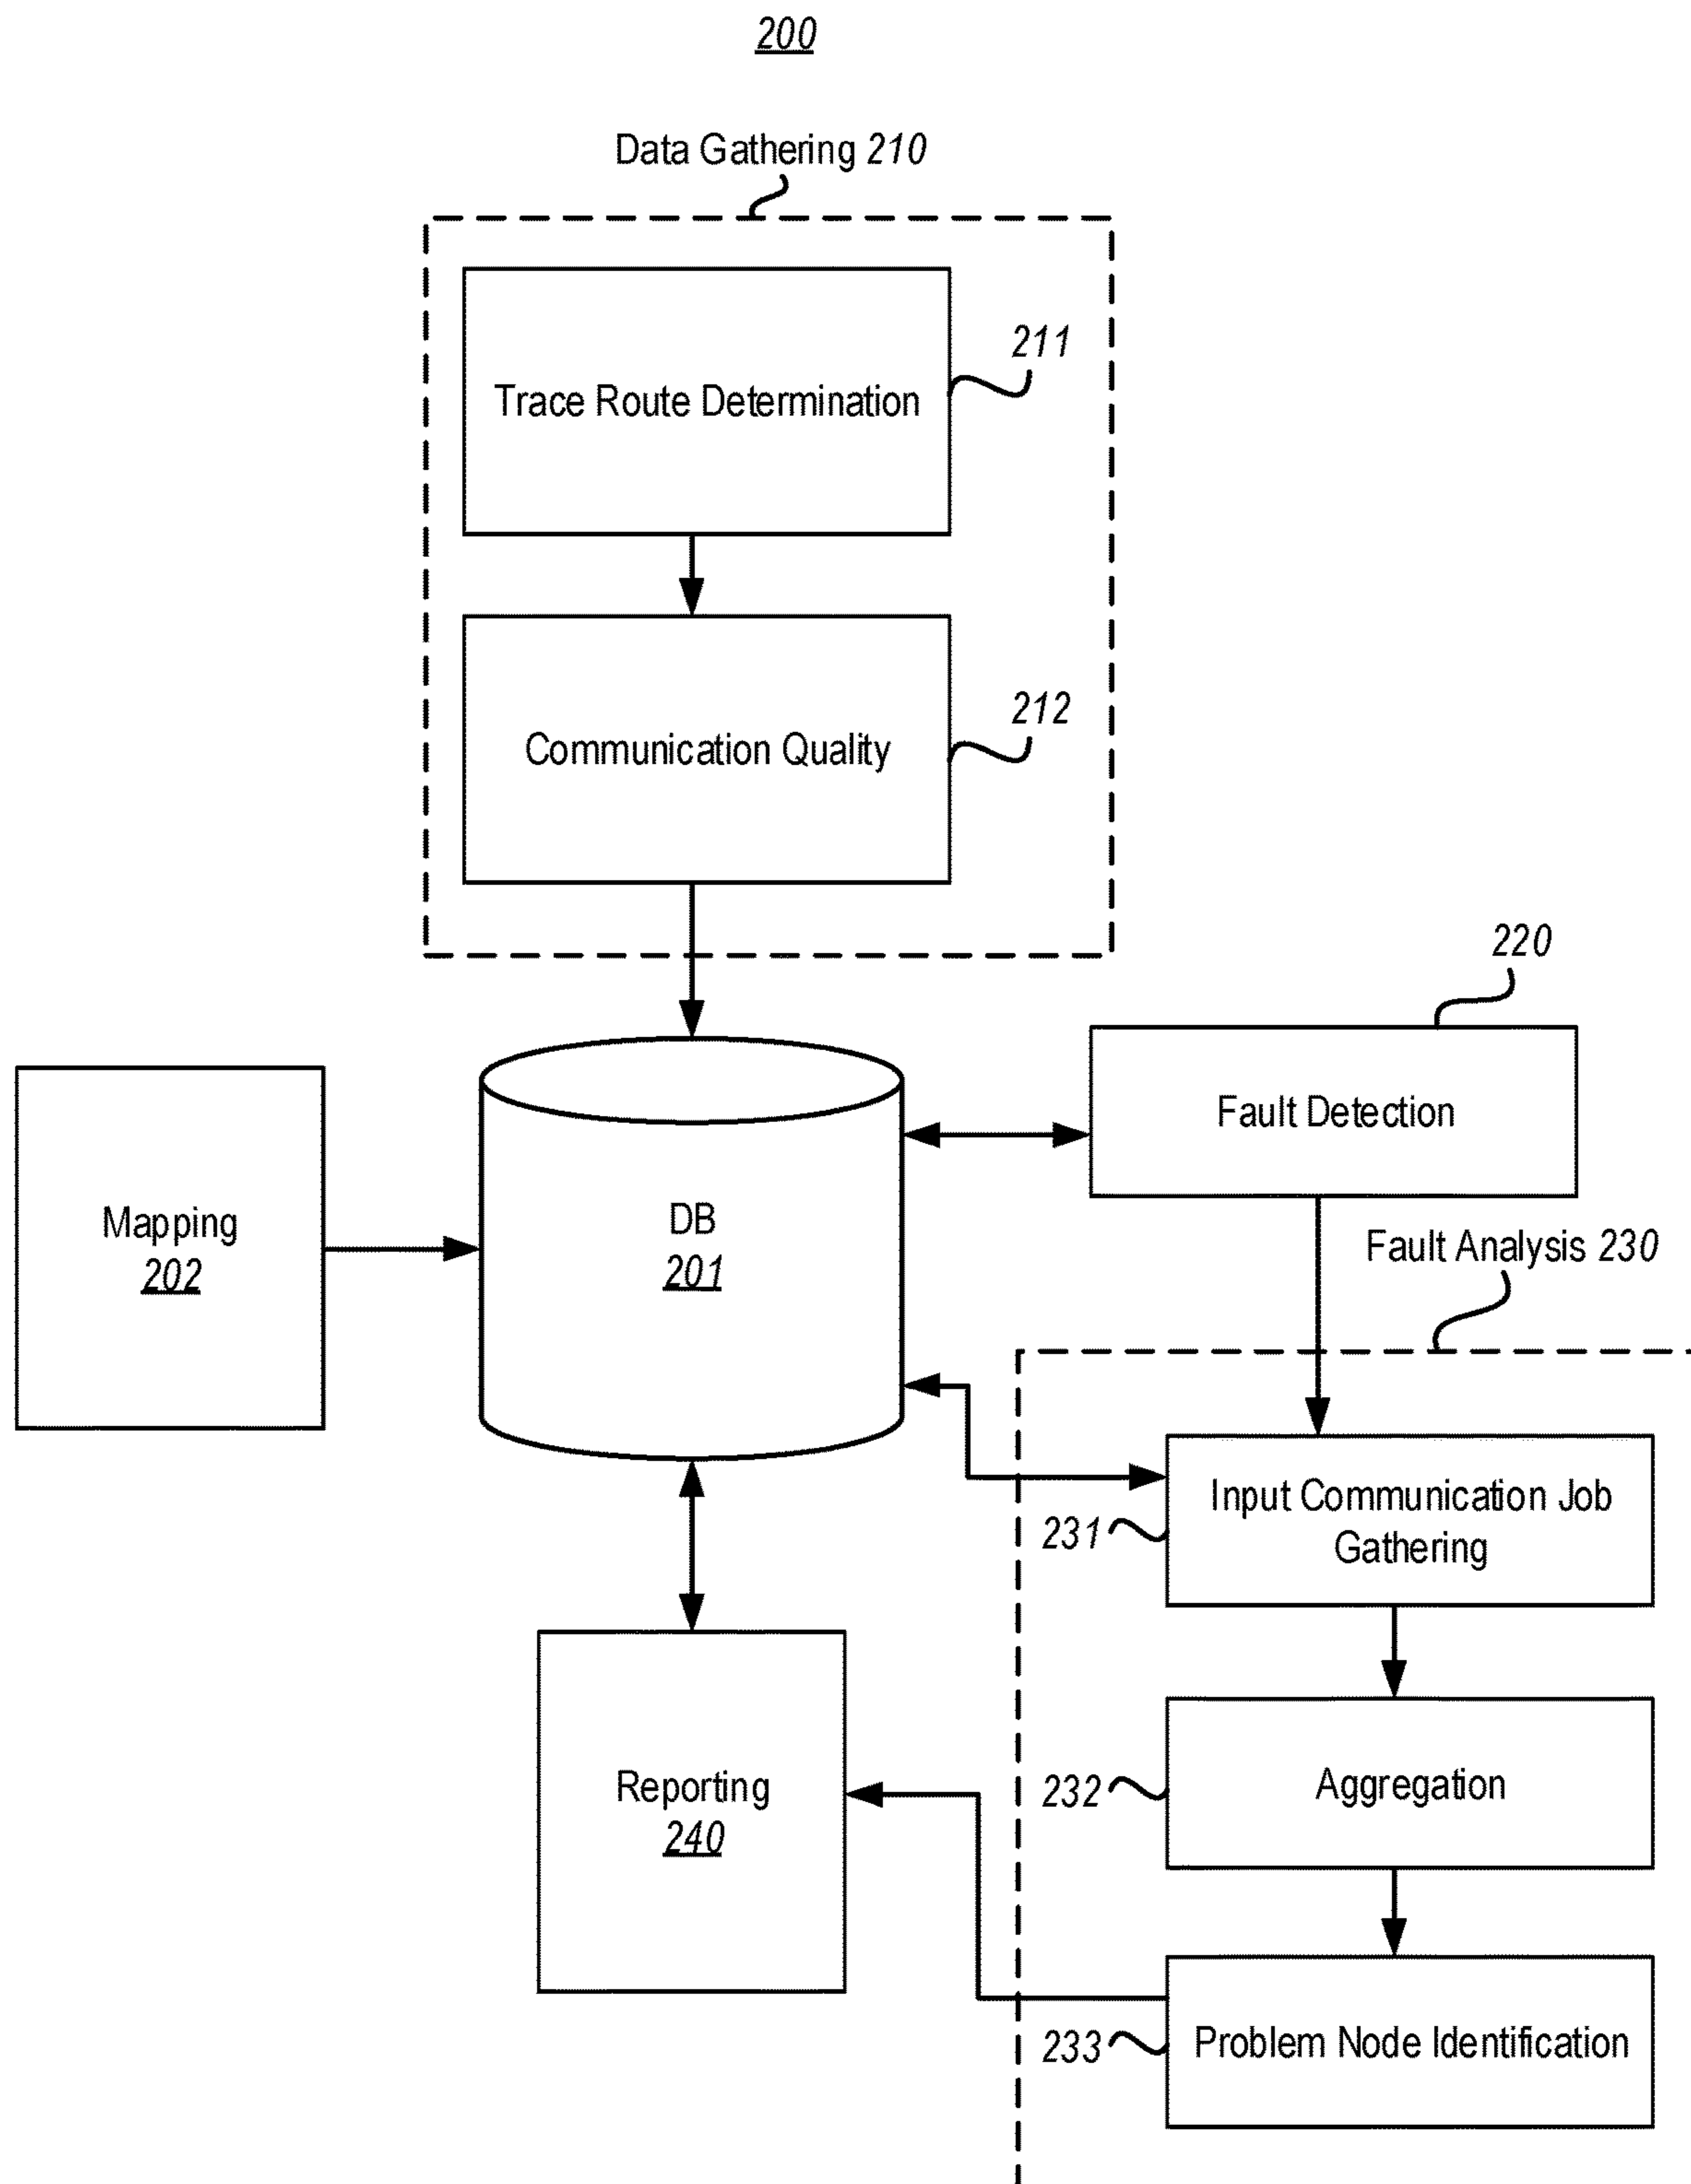 200
Data Gathering 210
211
Trace Route Determination
212
Communication Quality
220
Fault Detection
Mapping
202
DB
201
Fault Analysis 230
Input Communication Job
Gathering
231
Reporting
240
232
Aggregation
233
Problem Node Identification